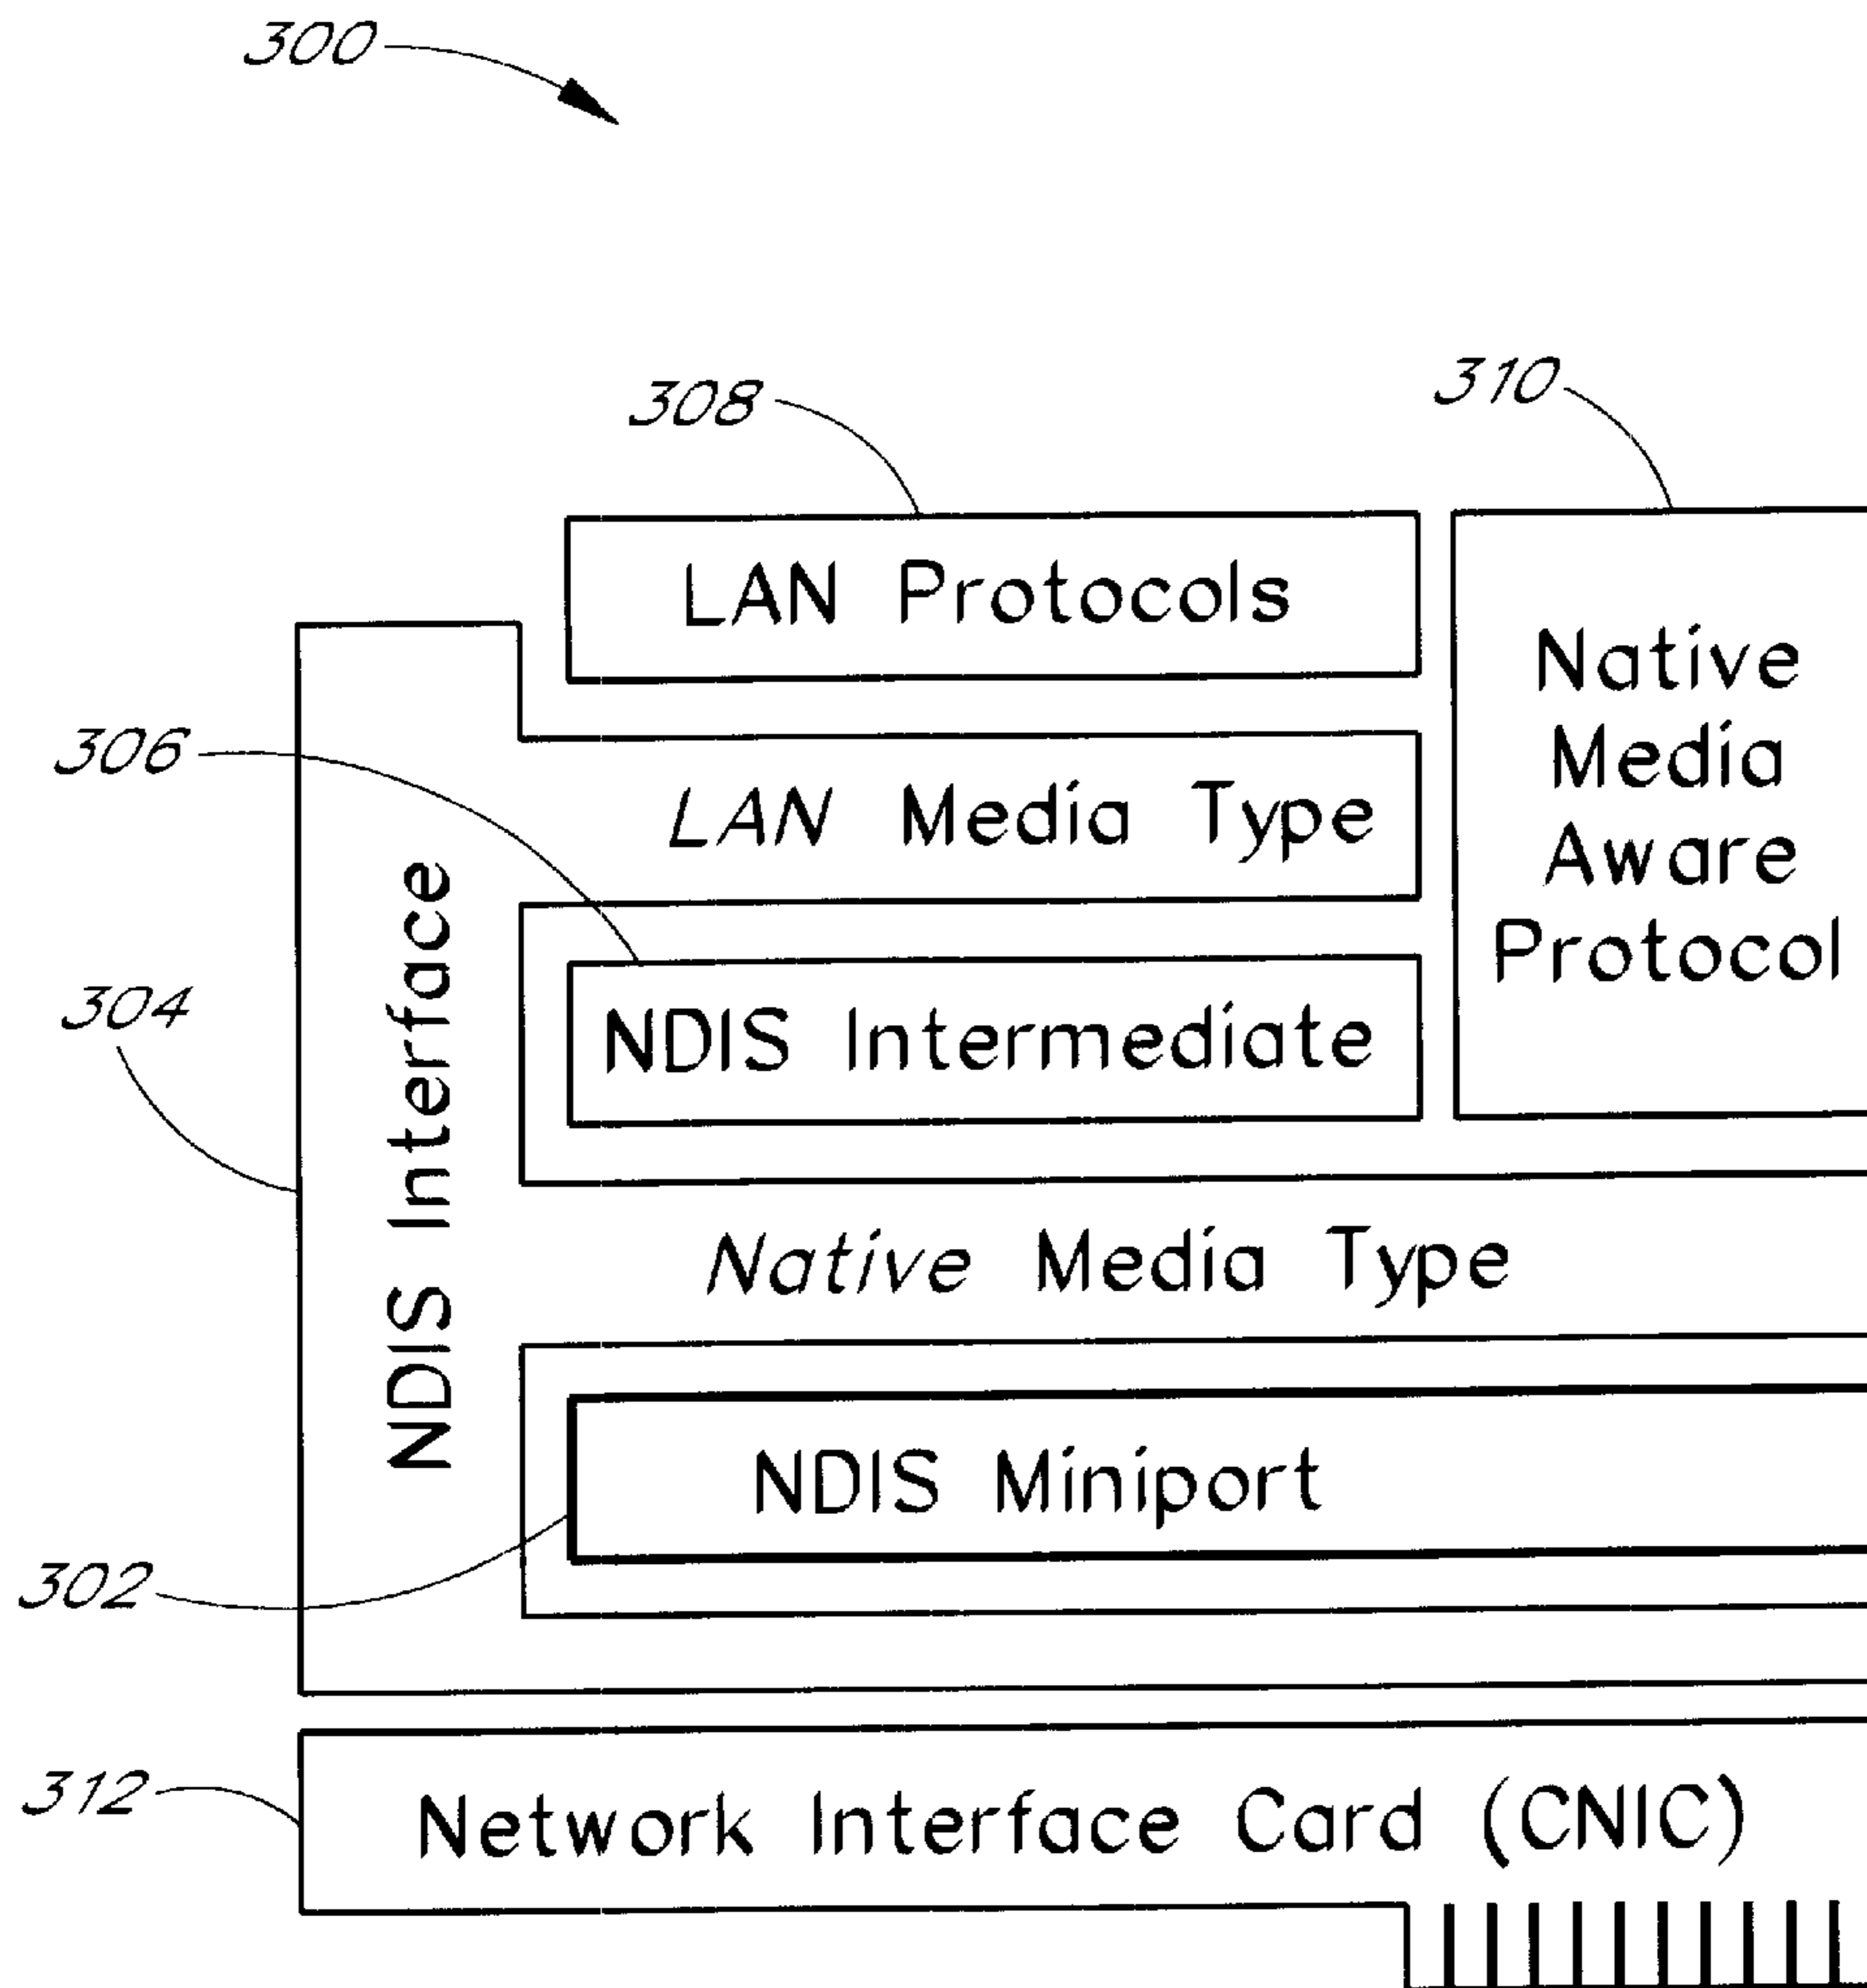 300
308
310
LAN Protocols
Native
Media
Aware
Protocol
306
LAN Media Type
304
NDIS Interface
NDIS Intermediate
Native Media Type
NDIS Miniport
302
312
Network Interface Card (CNIC)